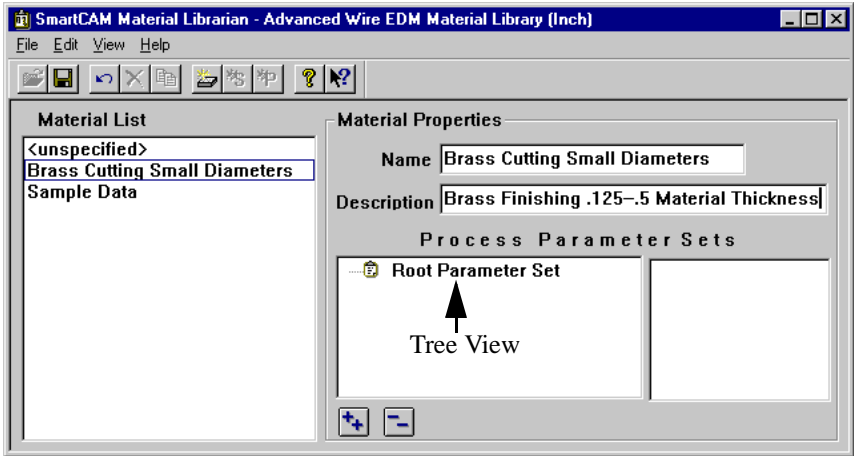 SmartCAM Material Librarian - Advanced Wire EDM Material Library (Inch)
File Edit View Help
Material List
<unspecified>
Brass Cutting Small Diameters
Sample Data
Material Properties
Name Brass Cutting Small Diameters
Description Brass Finishing .125–.5 Material Thickness
Process Parameter Sets
Root Parameter Set
Tree View